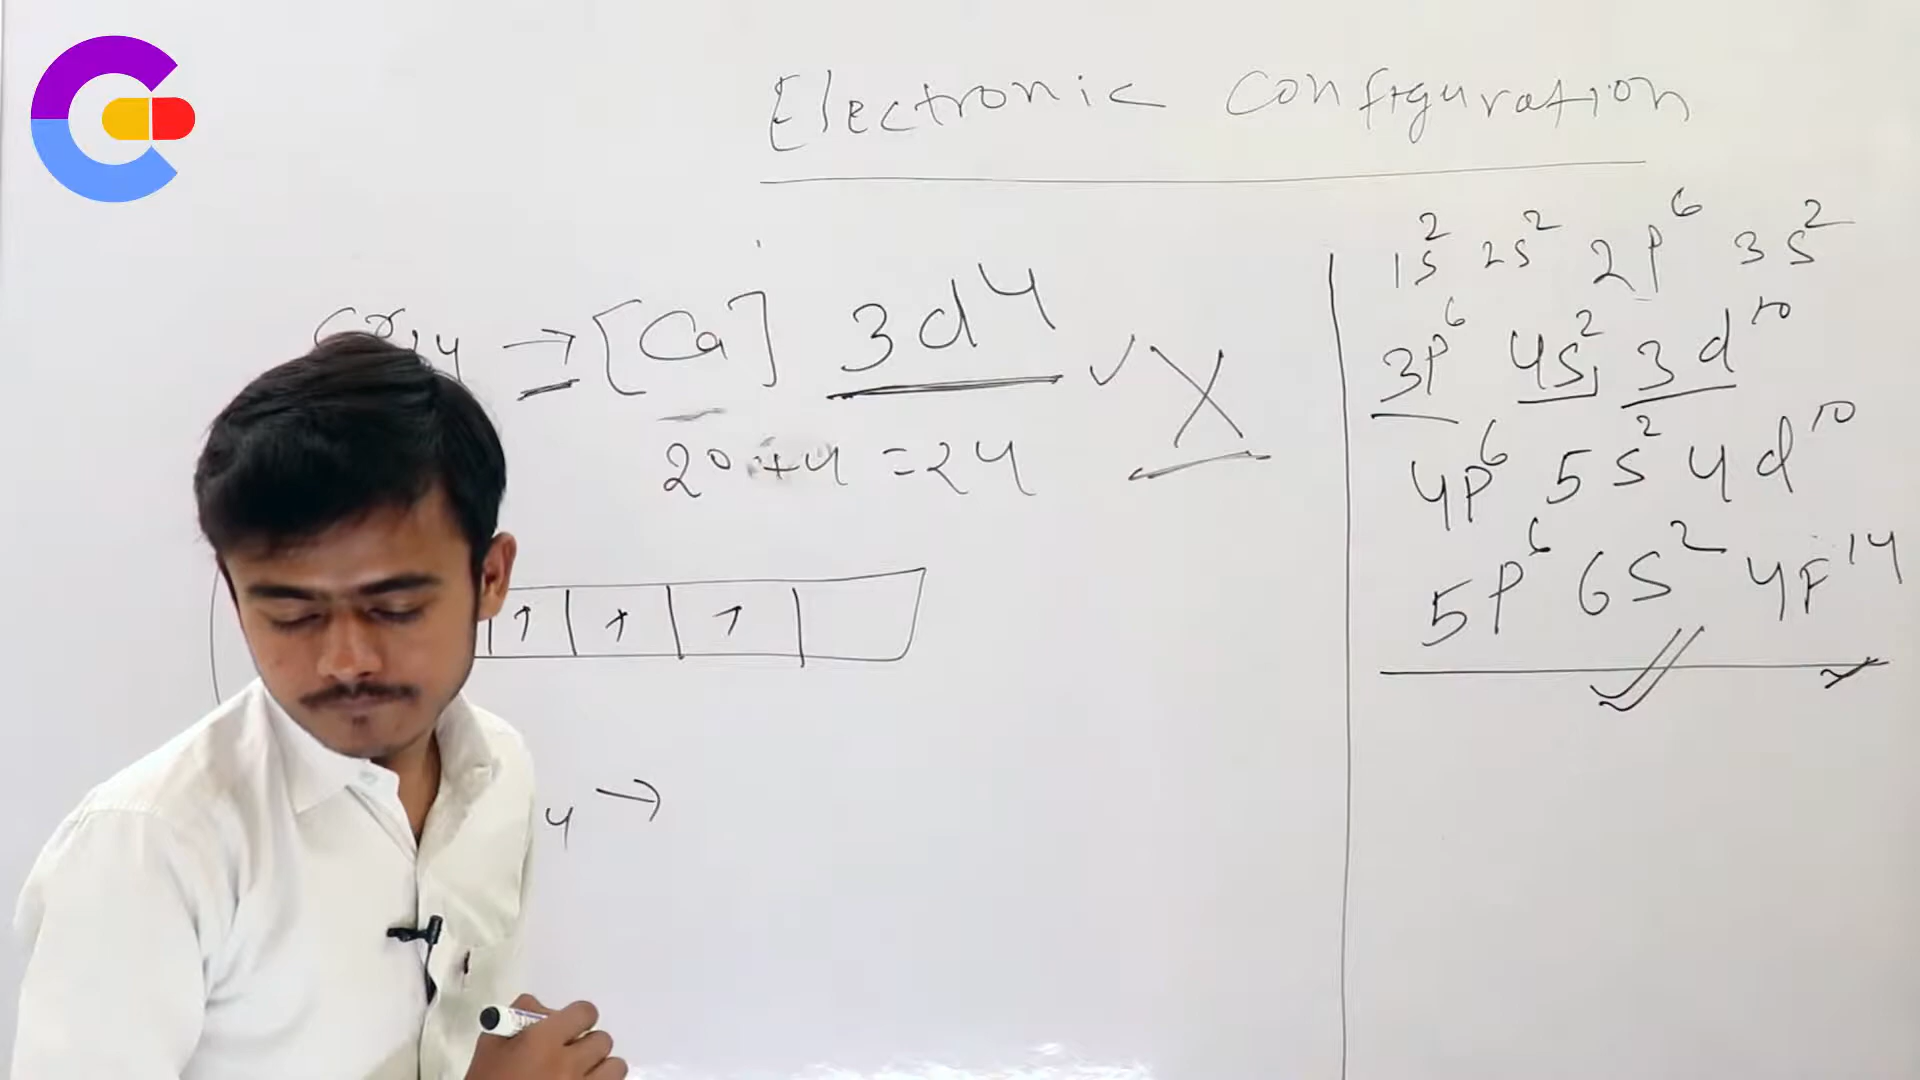 Electronic Configuration
Cr24 → [Ca] 3d⁴ ✓ X
20 + 4 = 24
↑ ↑ ↑
4 →
1s² 2s² 2p⁶ 3s²
3p⁶ 4s² 3d¹⁰
4p⁶ 5s² 4d¹⁰
5p⁶ 6s² 4F¹⁴